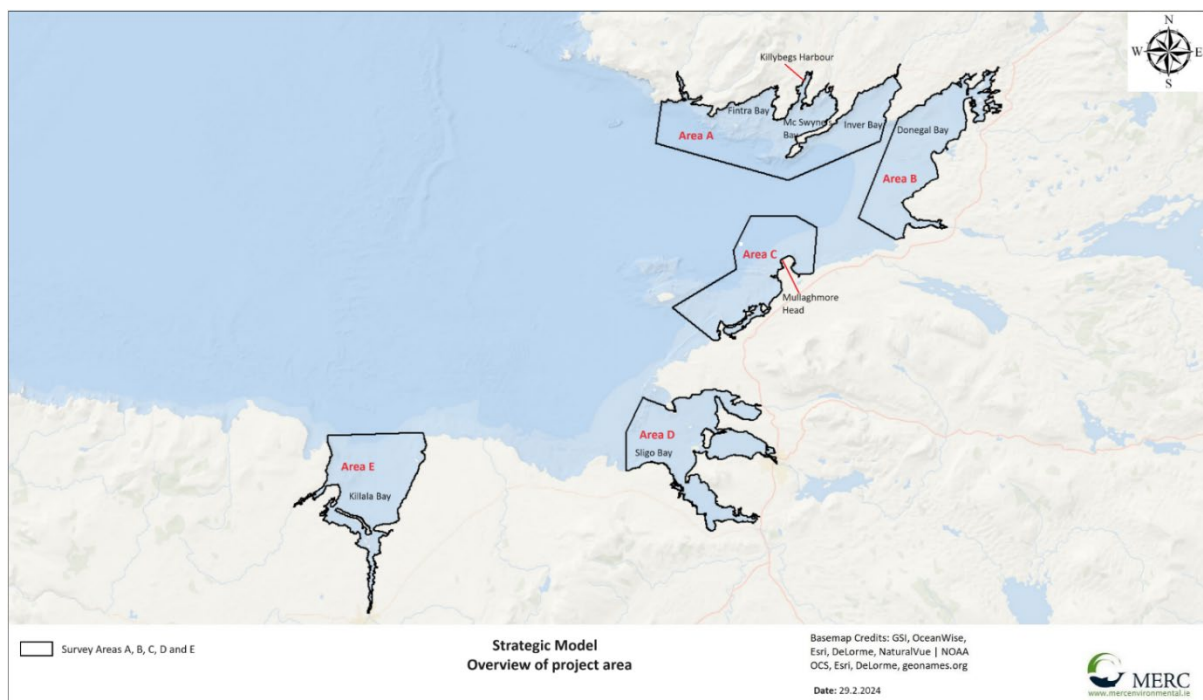 N
W
E
S
Killybegs Harbour
Fintra Bay
Mc Swynes
Bay
Inver Bay
Donegal Bay
Area A
Area B
Area C
Mullaghmore
Head
Area D
Sligo Bay
Area E
Killala Bay
Survey Areas A, B, C, D and E
Strategic Model
Overview of project area
Basemap Credits: GSI, OceanWise,
Esri, DeLorme, NaturalVue | NOAA
OCS, Esri, DeLorme, geonames.org
Date: 29.2.2024
MERC
www.mercenvironmental.ie